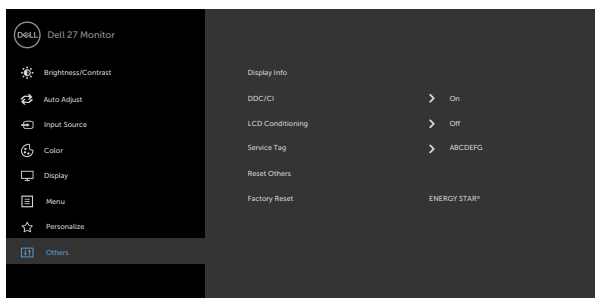 DELL Dell 27 Monitor
Brightness/Contrast
Auto Adjust
Input Source
Color
Display
Menu
Personalize
Others
Display Info
DDC/CI On
LCD Conditioning Off
Service Tag ABCDEFG
Reset Others
Factory Reset ENERGY STAR®